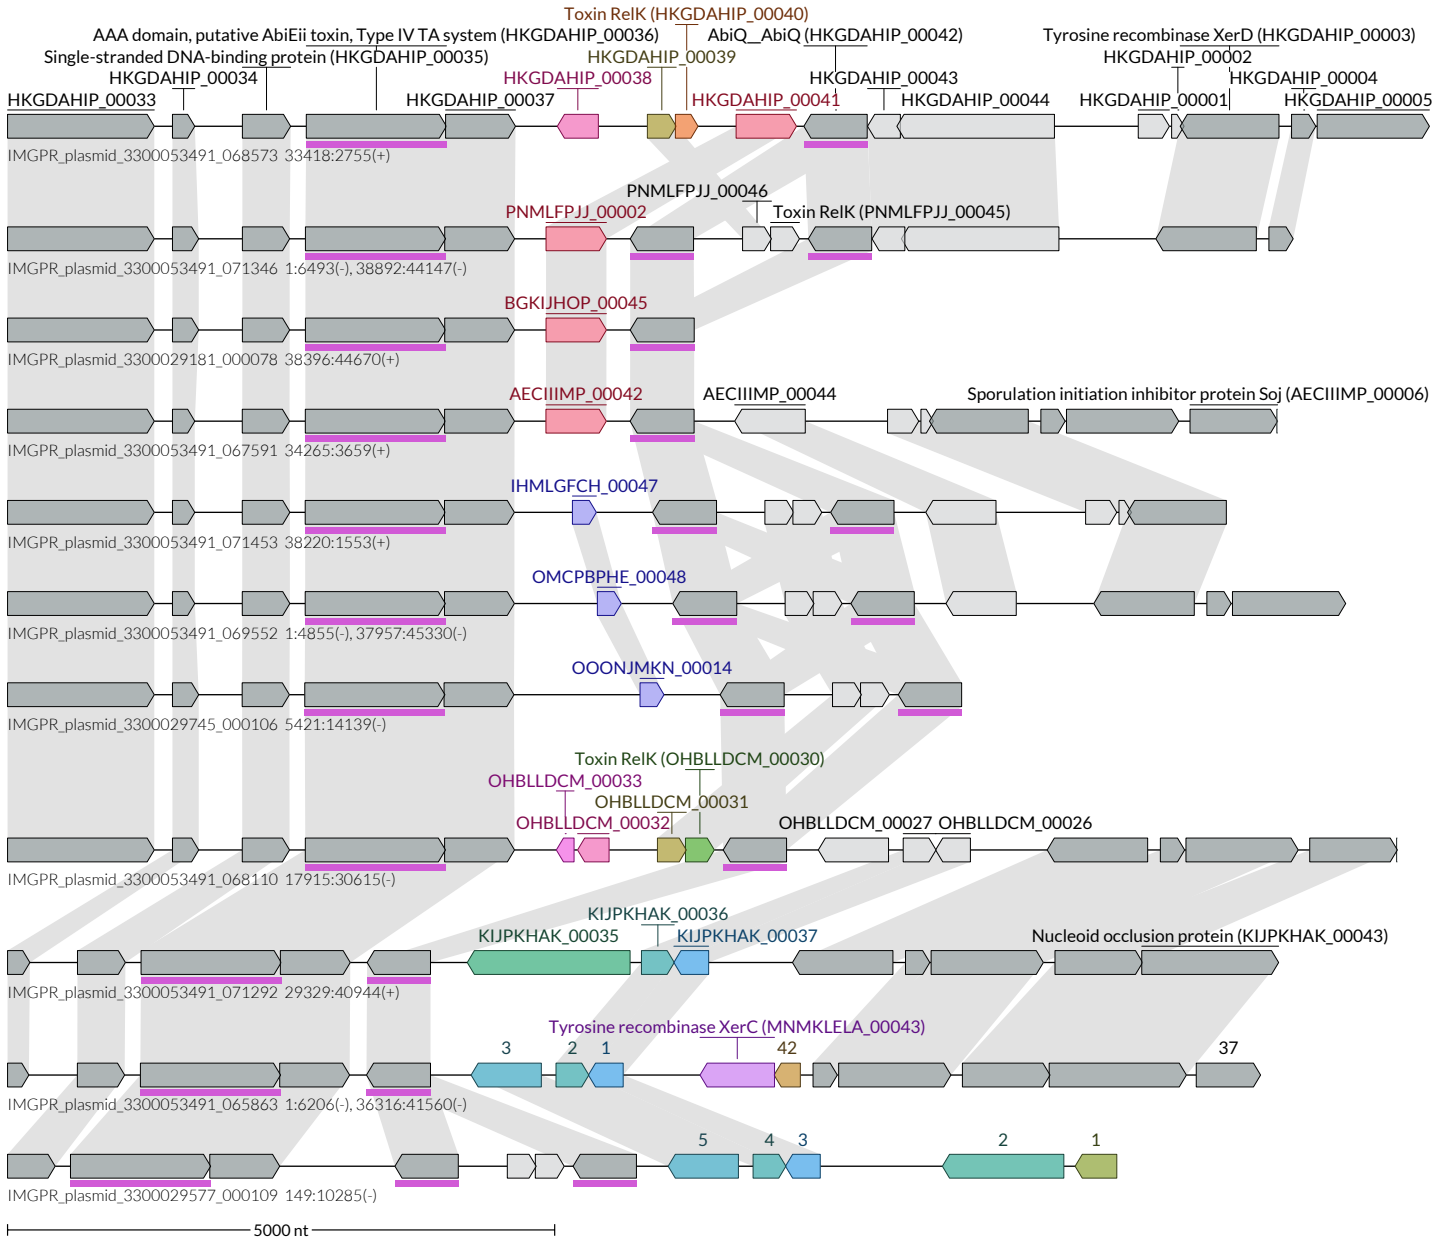 Toxin RelK (HKGDAHIP_00040)
AAA domain, putative AbiEii toxin, Type IV TA system (HKGDAHIP_00036) AbiQ__AbiQ (HKGDAHIP_00042) Tyrosine recombinase XerD (HKGDAHIP_00003)
Single-stranded DNA-binding protein (HKGDAHIP_00035) HKGDAHIP_00039 HKGDAHIP_00002
HKGDAHIP_00034 HKGDAHIP_00038 HKGDAHIP_00043 HKGDAHIP_00004
HKGDAHIP_00033 HKGDAHIP_00037 HKGDAHIP_00041 HKGDAHIP_00044 HKGDAHIP_00001 HKGDAHIP_00005
IMGPR_plasmid_3300053491_068573 33418:2755(+)
PNMLFPJJ_00046
PNMLFPJJ_00002 Toxin RelK (PNMLFPJJ_00045)
IMGPR_plasmid_3300053491_071346 1:6493(-), 38892:44147(-)
BGKIJHOP_00045
IMGPR_plasmid_3300029181_000078 38396:44670(+)
AECIIIMP_00042 AECIIIMP_00044 Sporulation initiation inhibitor protein Soj (AECIIIMP_00006)
IMGPR_plasmid_3300053491_067591 34265:3659(+)
IHMLGFCH_00047
IMGPR_plasmid_3300053491_071453 38220:1553(+)
OMCPBPHE_00048
IMGPR_plasmid_3300053491_069552 1:4855(-), 37957:45330(-)
OOONJMKN_00014
IMGPR_plasmid_3300029745_000106 5421:14139(-)
Toxin RelK (OHBLLDCM_00030)
OHBLLDCM_00033
OHBLLDCM_00031
OHBLLDCM_00032 OHBLLDCM_00027 OHBLLDCM_00026
IMGPR_plasmid_3300053491_068110 17915:30615(-)
KIJPKHAK_00036
KIJPKHAK_00035 KIJPKHAK_00037 Nucleoid occlusion protein (KIJPKHAK_00043)
IMGPR_plasmid_3300053491_071292 29329:40944(+)
Tyrosine recombinase XerC (MNMKLELA_00043)
3 2 1 42 37
IMGPR_plasmid_3300053491_065863 1:6206(-), 36316:41560(-)
5 4 3 2 1
IMGPR_plasmid_3300029577_000109 149:10285(-)
5000 nt